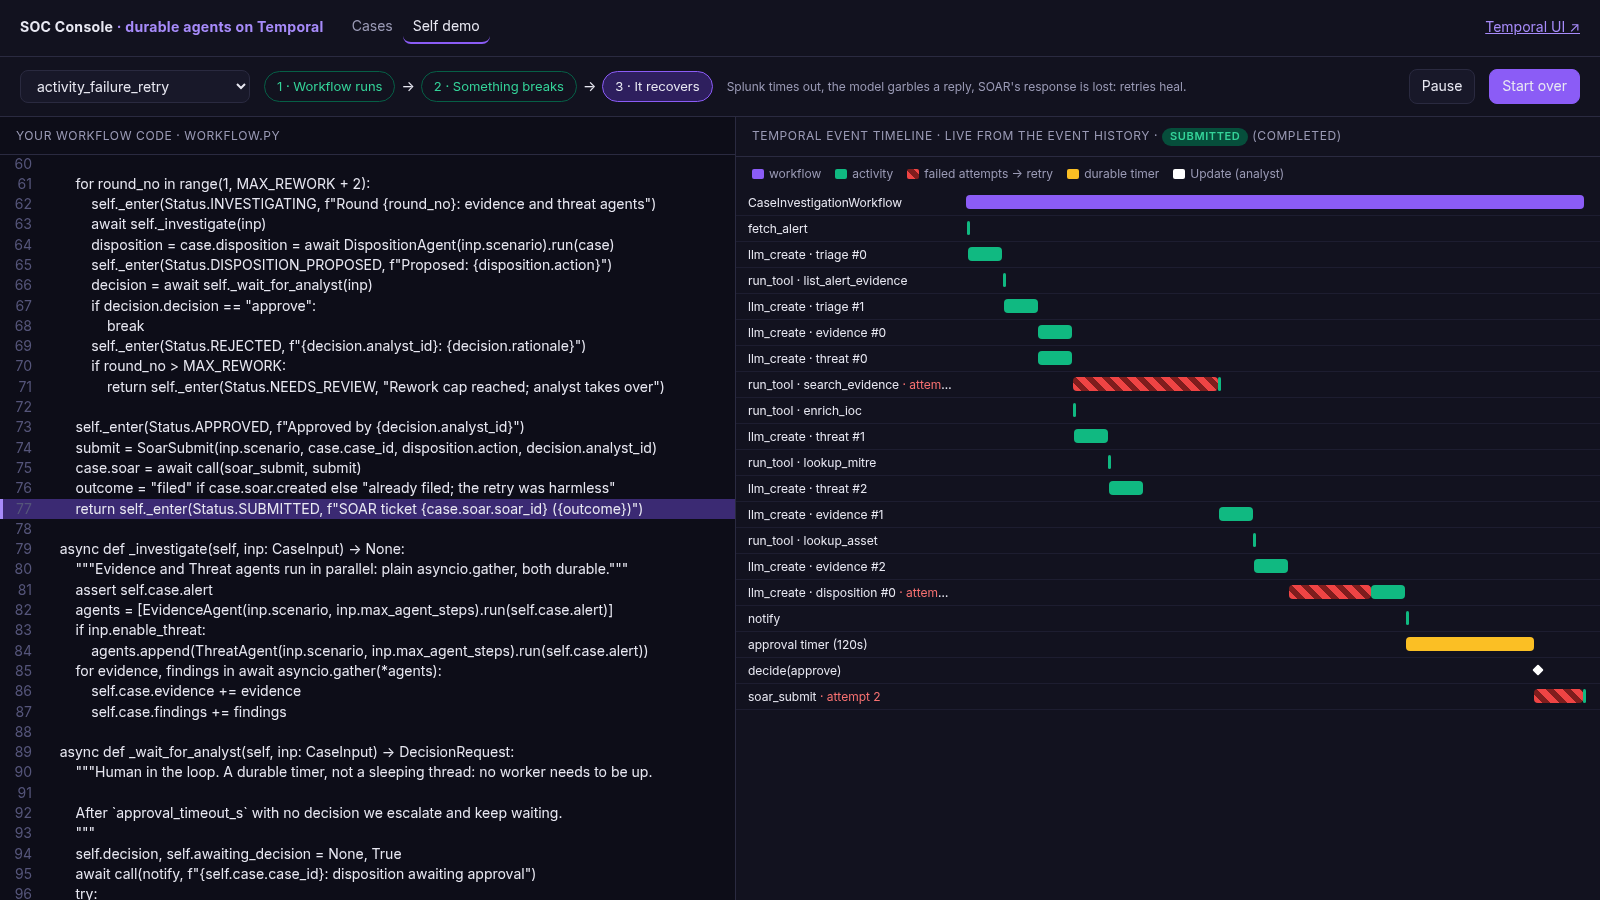 SOC Console · durable agents on Temporal
Cases
Self demo
Temporal UI ↗
activity_failure_retry
1 · Workflow runs → 2 · Something breaks → 3 · It recovers
Splunk times out, the model garbles a reply, SOAR's response is lost: retries heal.
Pause
Start over
YOUR WORKFLOW CODE · WORKFLOW.PY
60
61 for round_no in range(1, MAX_REWORK + 2):
62 self._enter(Status.INVESTIGATING, f"Round {round_no}: evidence and threat agents")
63 await self._investigate(inp)
64 disposition = case.disposition = await DispositionAgent(inp.scenario).run(case)
65 self._enter(Status.DISPOSITION_PROPOSED, f"Proposed: {disposition.action}")
66 decision = await self._wait_for_analyst(inp)
67 if decision.decision == "approve":
68 break
69 self._enter(Status.REJECTED, f"{decision.analyst_id}: {decision.rationale}")
70 if round_no > MAX_REWORK:
71 return self._enter(Status.NEEDS_REVIEW, "Rework cap reached; analyst takes over")
72
73 self._enter(Status.APPROVED, f"Approved by {decision.analyst_id}")
74 submit = SoarSubmit(inp.scenario, case.case_id, disposition.action, decision.analyst_id)
75 case.soar = await call(soar_submit, submit)
76 outcome = "filed" if case.soar.created else "already filed; the retry was harmless"
77 return self._enter(Status.SUBMITTED, f"SOAR ticket {case.soar.soar_id} ({outcome})")
78
79 async def _investigate(self, inp: CaseInput) -> None:
80 """Evidence and Threat agents run in parallel: plain asyncio.gather, both durable."""
81 assert self.case.alert
82 agents = [EvidenceAgent(inp.scenario, inp.max_agent_steps).run(self.case.alert)]
83 if inp.enable_threat:
84 agents.append(ThreatAgent(inp.scenario, inp.max_agent_steps).run(self.case.alert))
85 for evidence, findings in await asyncio.gather(*agents):
86 self.case.evidence += evidence
87 self.case.findings += findings
88
89 async def _wait_for_analyst(self, inp: CaseInput) -> DecisionRequest:
90 """Human in the loop. A durable timer, not a sleeping thread: no worker needs to be up.
91
92 After `approval_timeout_s` with no decision we escalate and keep waiting.
93 """
94 self.decision, self.awaiting_decision = None, True
95 await call(notify, f"{self.case.case_id}: disposition awaiting approval")
96 try:
TEMPORAL EVENT TIMELINE · LIVE FROM THE EVENT HISTORY · SUBMITTED (COMPLETED)
workflow
activity
failed attempts → retry
durable timer
Update (analyst)
CaseInvestigationWorkflow
fetch_alert
llm_create · triage #0
run_tool · list_alert_evidence
llm_create · triage #1
llm_create · evidence #0
llm_create · threat #0
run_tool · search_evidence · attem...
run_tool · enrich_ioc
llm_create · threat #1
run_tool · lookup_mitre
llm_create · threat #2
llm_create · evidence #1
run_tool · lookup_asset
llm_create · evidence #2
llm_create · disposition #0 · attem...
notify
approval timer (120s)
decide(approve)
soar_submit · attempt 2